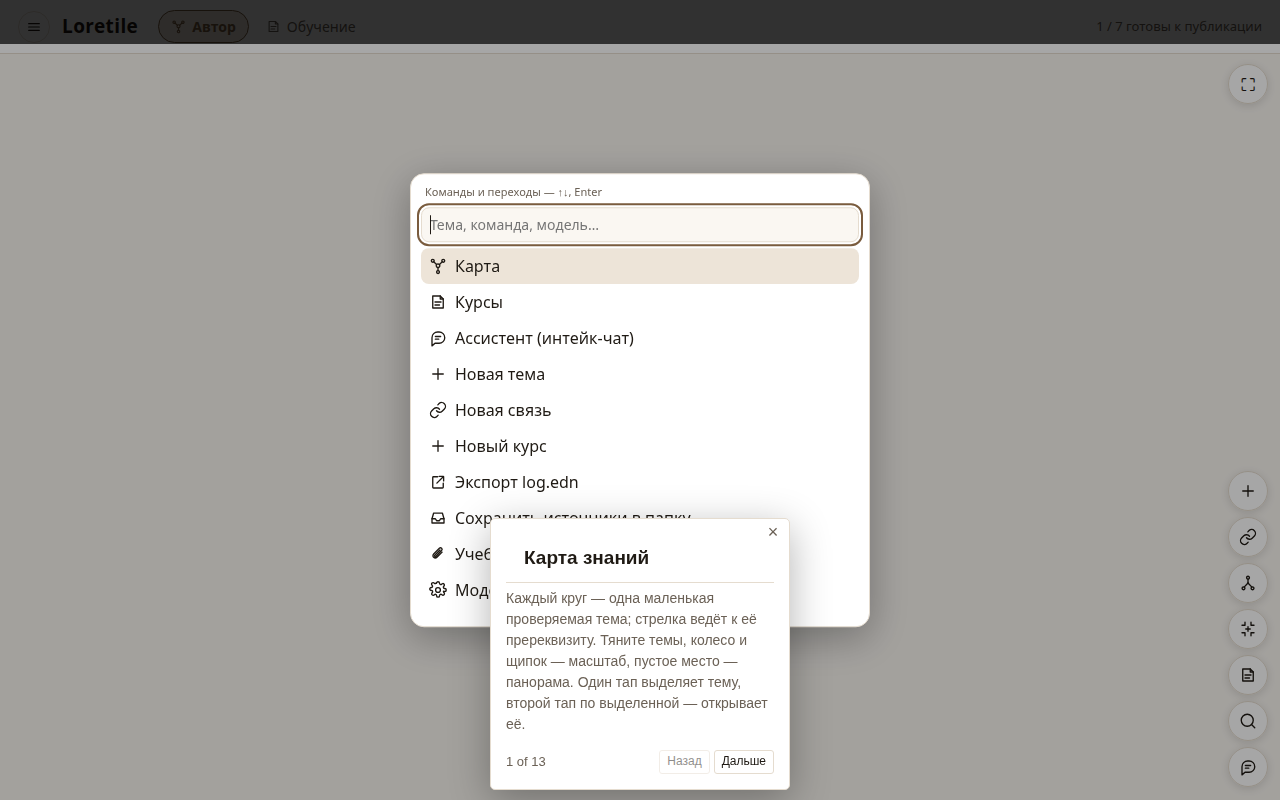 Loretile
Автор
Обучение
1 / 7 готовы к публикации
Команды и переходы — ↑↓, Enter
Тема, команда, модель...
Карта
Курсы
Ассистент (интейк-чат)
Новая тема
Новая связь
Новый курс
Экспорт log.edn
Сохранить источники в папку
Карта знаний
Каждый круг — одна маленькая
проверяемая тема; стрелка ведёт к её
пререквизиту. Тяните темы, колесо и
щипок — масштаб, пустое место —
панорама. Один тап выделяет тему,
второй тап по выделенной — открывает
её.
1 of 13
Назад
Дальше